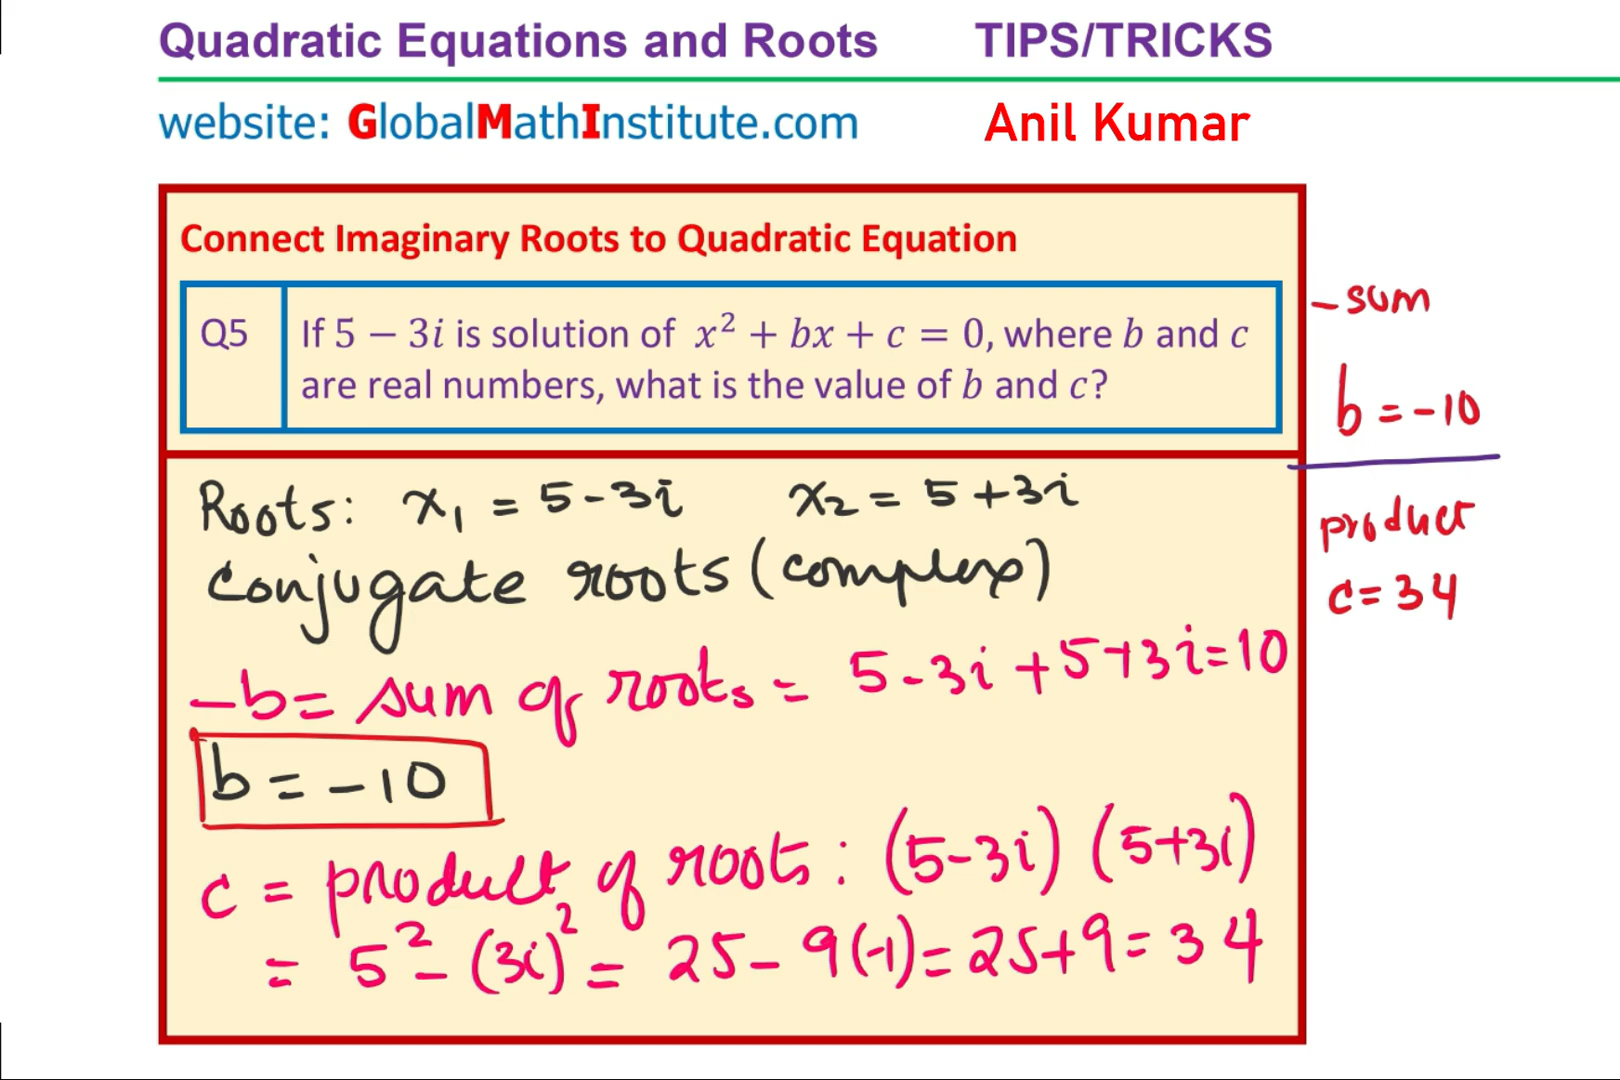 Quadratic Equations and Roots TIPS/TRICKS
website: GlobalMathInstitute.com Anil Kumar
Connect Imaginary Roots to Quadratic Equation
Q5 If 5 − 3i is solution of x² + bx + c = 0, where b and c
are real numbers, what is the value of b and c?
- sum
b = -10
product
c = 34
Roots: x₁ = 5-3i x₂ = 5+3i
Conjugate roots (complex)
-b = sum of roots = 5-3i + 5+3i = 10
b = -10
c = product of roots : (5-3i) (5+3i)
= 5² - (3i)² = 25 - 9(-1) = 25+9 = 34